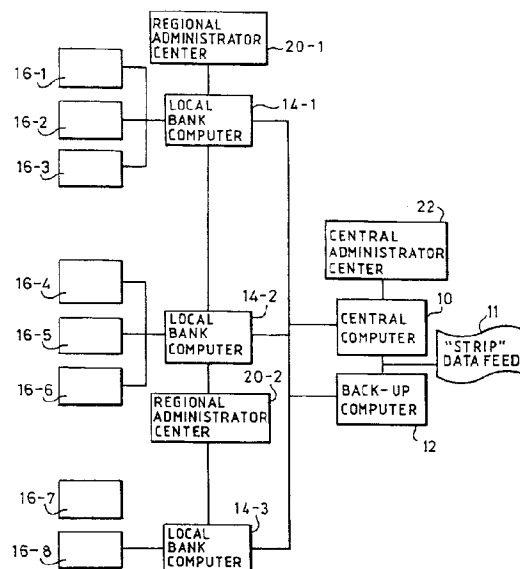 REGIONAL
ADMINISTRATOR
CENTER
20-1
16-1
16-2
16-3
LOCAL
BANK
COMPUTER
14-1
22
CENTRAL
ADMINISTRATOR
CENTER
16-4
16-5
16-6
LOCAL
BANK
COMPUTER
14-2
10
CENTRAL
COMPUTER
11
"STRIP"
DATA FEED
BACK-UP
COMPUTER
12
REGIONAL
ADMINISTRATOR
CENTER
20-2
16-7
16-8
LOCAL
BANK
COMPUTER
14-3